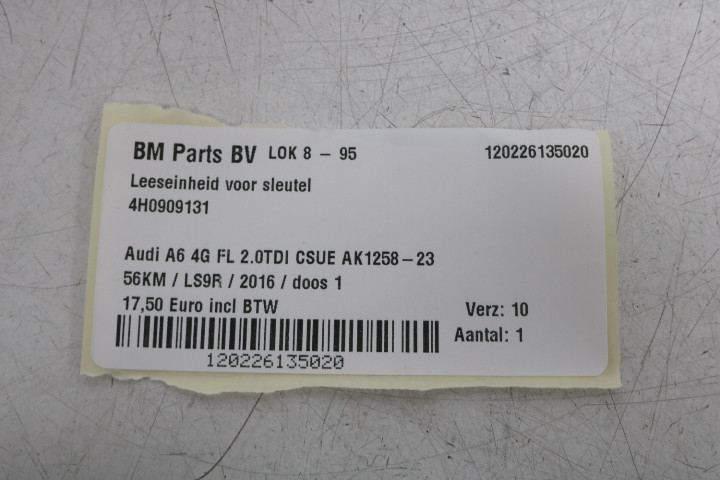 BM Parts BV LOK 8 - 95 120226135020
Leeseinheid voor sleutel
4H0909131
Audi A6 4G FL 2.0TDI CSUE AK1258-23
56KM / LS9R / 2016 / doos 1
17,50 Euro incl BTW Verz: 10
Aantal: 1
120226135020